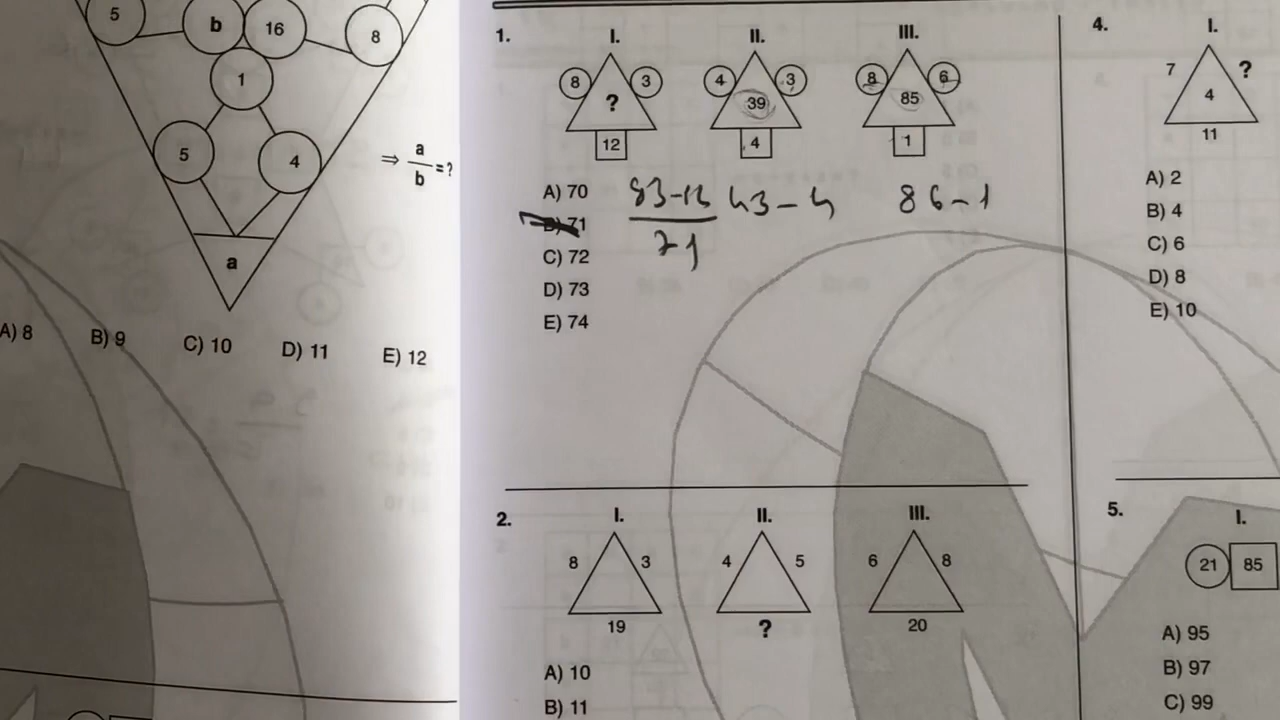 5
b
16
8
1
5
4
⇒ a/b = ?
a
A) 8 B) 9 C) 10 D) 11 E) 12
1.
I. II. III.
8 ? 3 4 39 3 8 85 6
12 4 1
A) 70
B) 71
C) 72
D) 73
E) 74
83-12 43-4 86-1
71
2.
I. II. III.
8 3 4 5 6 8
19 ? 20
A) 10
B) 11
4.
I.
7 ?
4
11
A) 2
B) 4
C) 6
D) 8
E) 10
5.
I.
21 85
A) 95
B) 97
C) 99